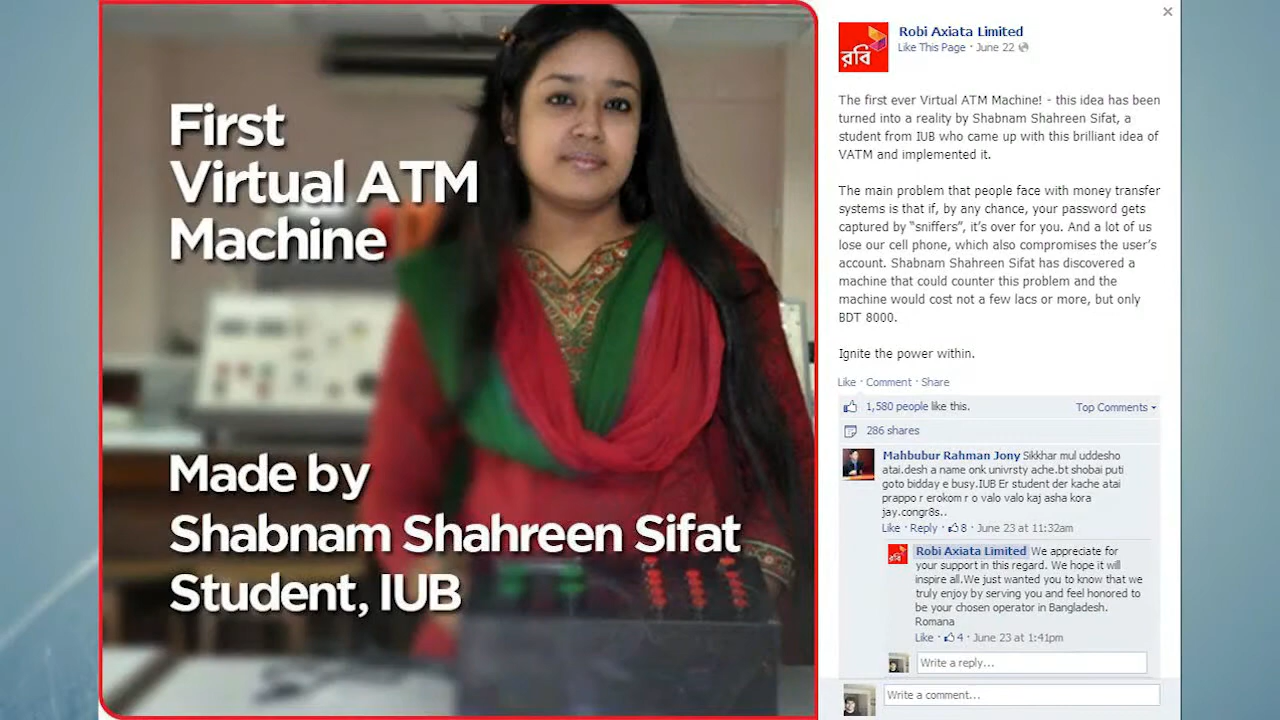 First
Virtual ATM
Machine
Made by
Shabnam Shahreen Sifat
Student, IUB
রবি
Robi Axiata Limited
Like This Page · June 22
The first ever Virtual ATM Machine! - this idea has been
turned into a reality by Shabnam Shahreen Sifat, a
student from IUB who came up with this brilliant idea of
VATM and implemented it.
The main problem that people face with money transfer
systems is that if, by any chance, your password gets
captured by “sniffers”, it’s over for you. And a lot of us
lose our cell phone, which also compromises the user’s
account. Shabnam Shahreen Sifat has discovered a
machine that could counter this problem and the
machine would cost not a few lacs or more, but only
BDT 8000.
Ignite the power within.
Like · Comment · Share
1,580 people like this.
Top Comments
286 shares
Mahbubur Rahman Jony Sikkhar mul uddesho
atai.desh a name onk univrsty ache.bt shobai puti
goto bidday e busy.IUB Er student der kache atai
prappo r erokom r o valo valo kaj asha kora
jay.congr8s..
Like · Reply · 8 · June 23 at 11:32am
রবি
Robi Axiata Limited We appreciate for
your support in this regard. We hope it will
inspire all.We just wanted you to know that we
truly enjoy by serving you and feel honored to
be your chosen operator in Bangladesh.
Romana
Like · 4 · June 23 at 1:41pm
Write a reply...
Write a comment...